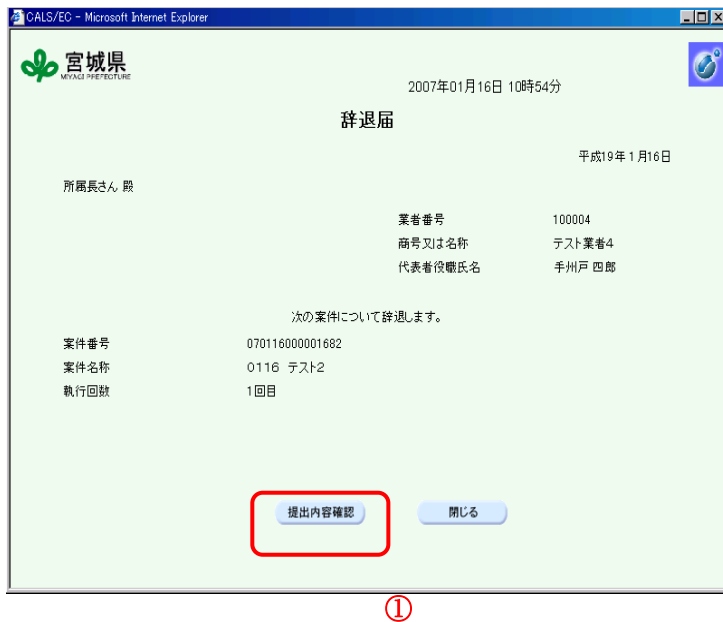 CALS/EC - Microsoft Internet Explorer
宮城県
MIYAGI PREFECTURE
2007年01月16日 10時54分
辞退届
平成19年1月16日
所属長さん 殿
業者番号 100004
商号又は名称 テスト業者4
代表者役職氏名 手州戸 四郎
次の案件について辞退します。
案件番号 070116000001682
案件名称 0116 テスト2
執行回数 1回目
提出内容確認 閉じる
①